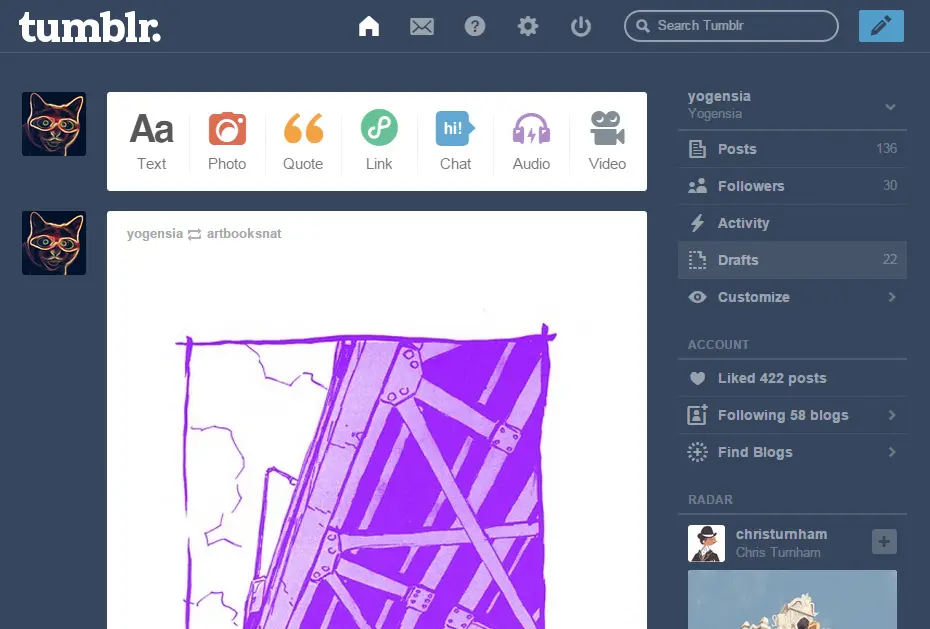 tumblr.
?
Search Tumblr
Aa
Text
Photo
Quote
Link
hi!
Chat
Audio
Video
yogensia artbooksnat
yogensia
Yogensia
Posts 136
Followers 30
Activity
Drafts 22
Customize
ACCOUNT
Liked 422 posts
Following 58 blogs
Find Blogs
RADAR
christurnham
Chris Turnham